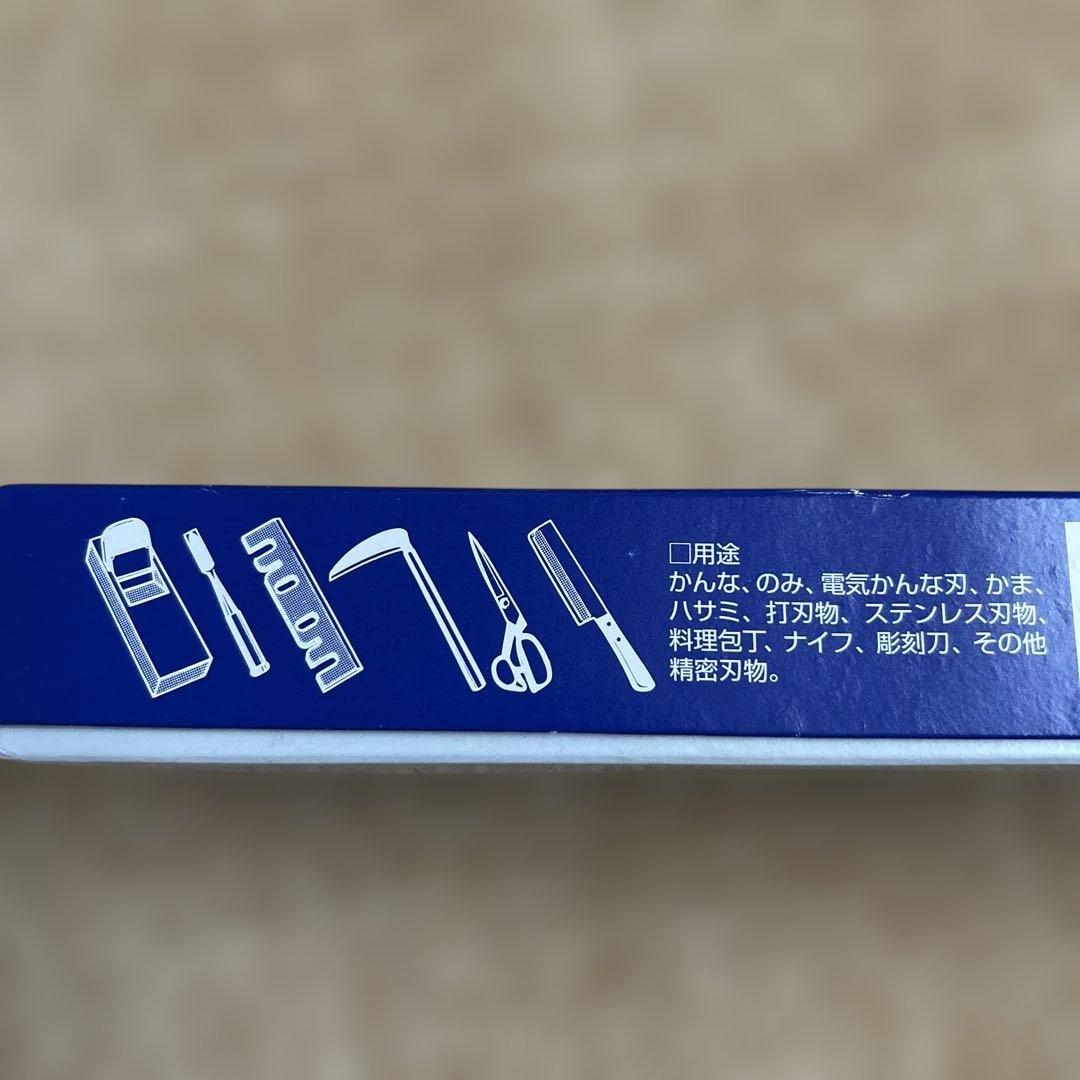 □用途
かんな、のみ、電気かんな刃、かま、
ハサミ、打刃物、ステンレス刃物、
料理包丁、ナイフ、彫刻刀、その他
精密刃物。